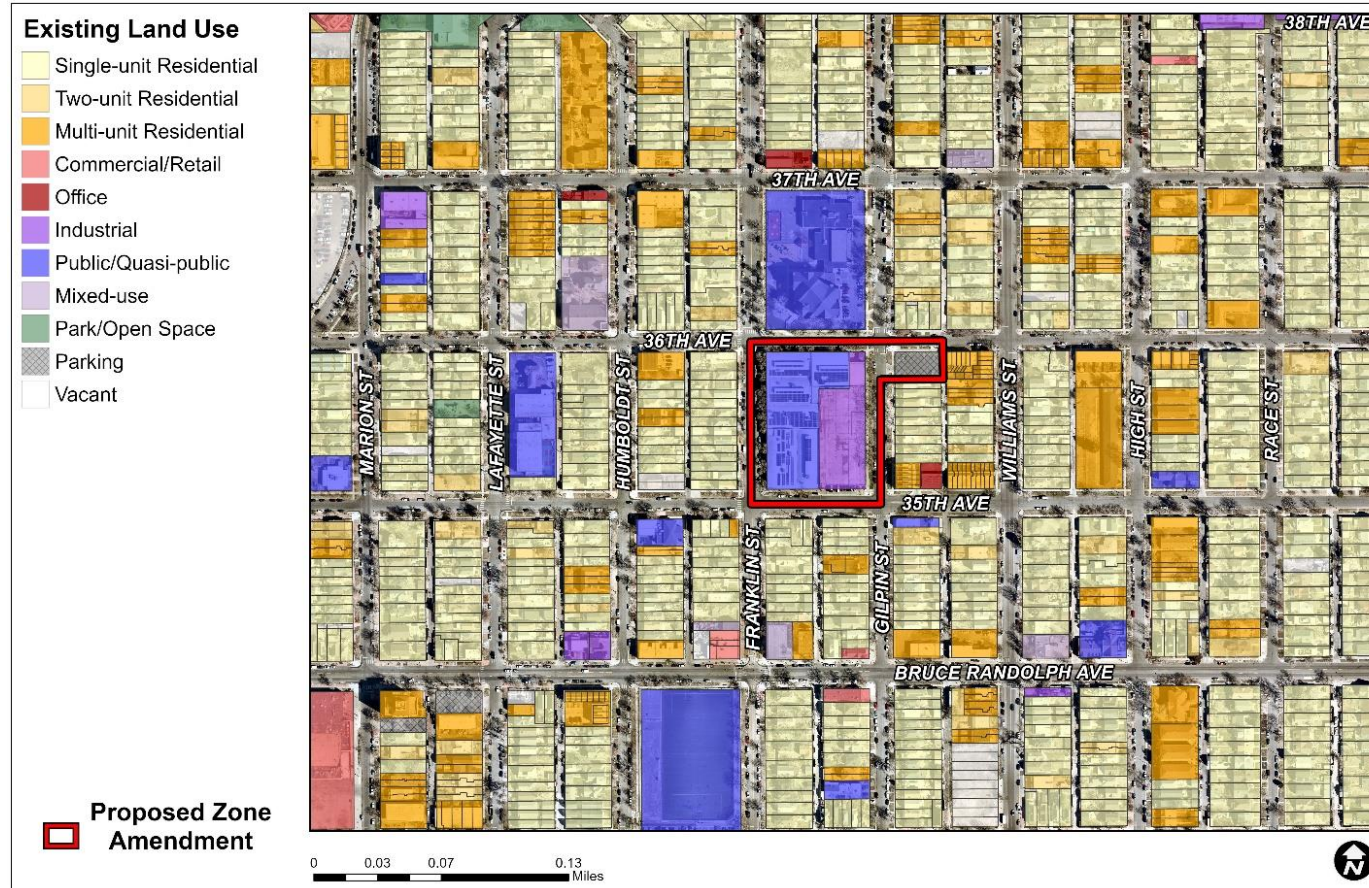 Existing Land Use
Single-unit Residential
Two-unit Residential
Multi-unit Residential
Commercial/Retail
Office
Industrial
Public/Quasi-public
Mixed-use
Park/Open Space
Parking
Vacant
Proposed Zone
Amendment
38TH AVE
37TH AVE
36TH AVE
MARION ST
LAFAYETTE ST
HUMBOLDT ST
WILLIAMS ST
HIGH ST
RACE ST
35TH AVE
FRANKLIN ST
GILPIN ST
BRUCE RANDOLPH AVE
0 0.03 0.07 0.13
Miles
N